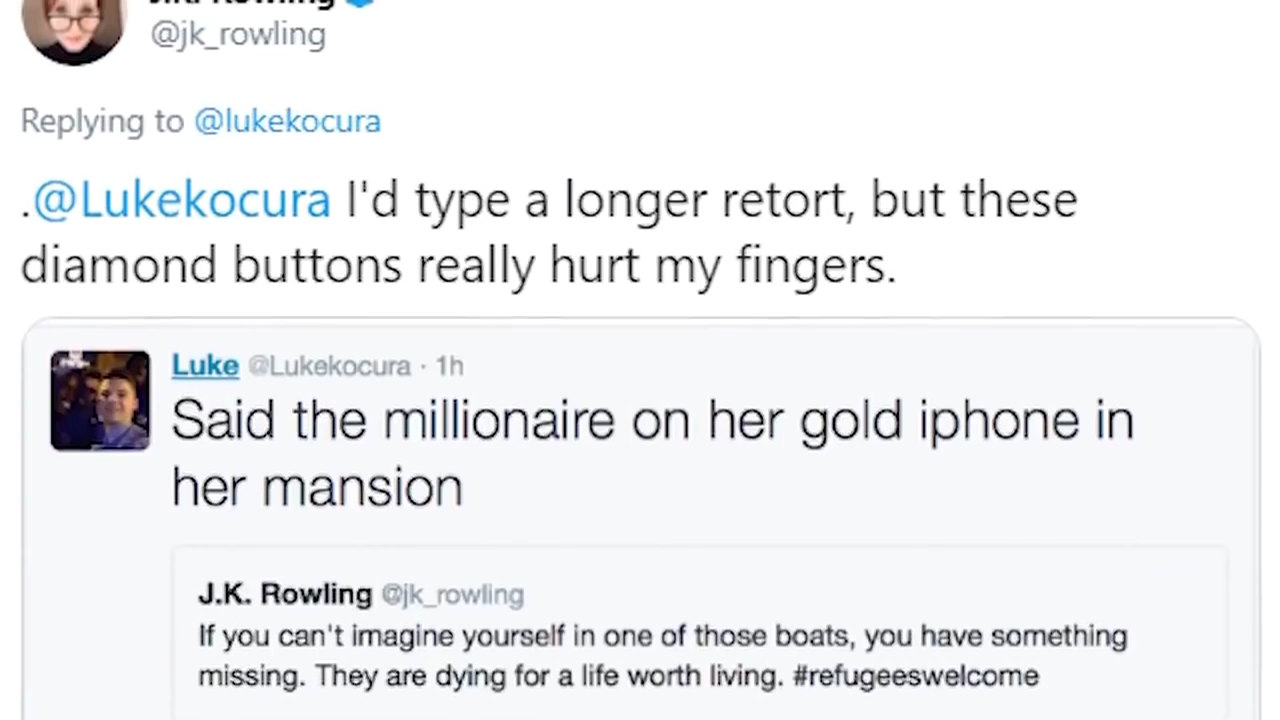 J.K. Rowling
@jk_rowling
Replying to @lukekocura
.@Lukekocura I'd type a longer retort, but these
diamond buttons really hurt my fingers.
Luke @Lukekocura · 1h
Said the millionaire on her gold iphone in
her mansion
J.K. Rowling @jk_rowling
If you can't imagine yourself in one of those boats, you have something
missing. They are dying for a life worth living. #refugeeswelcome